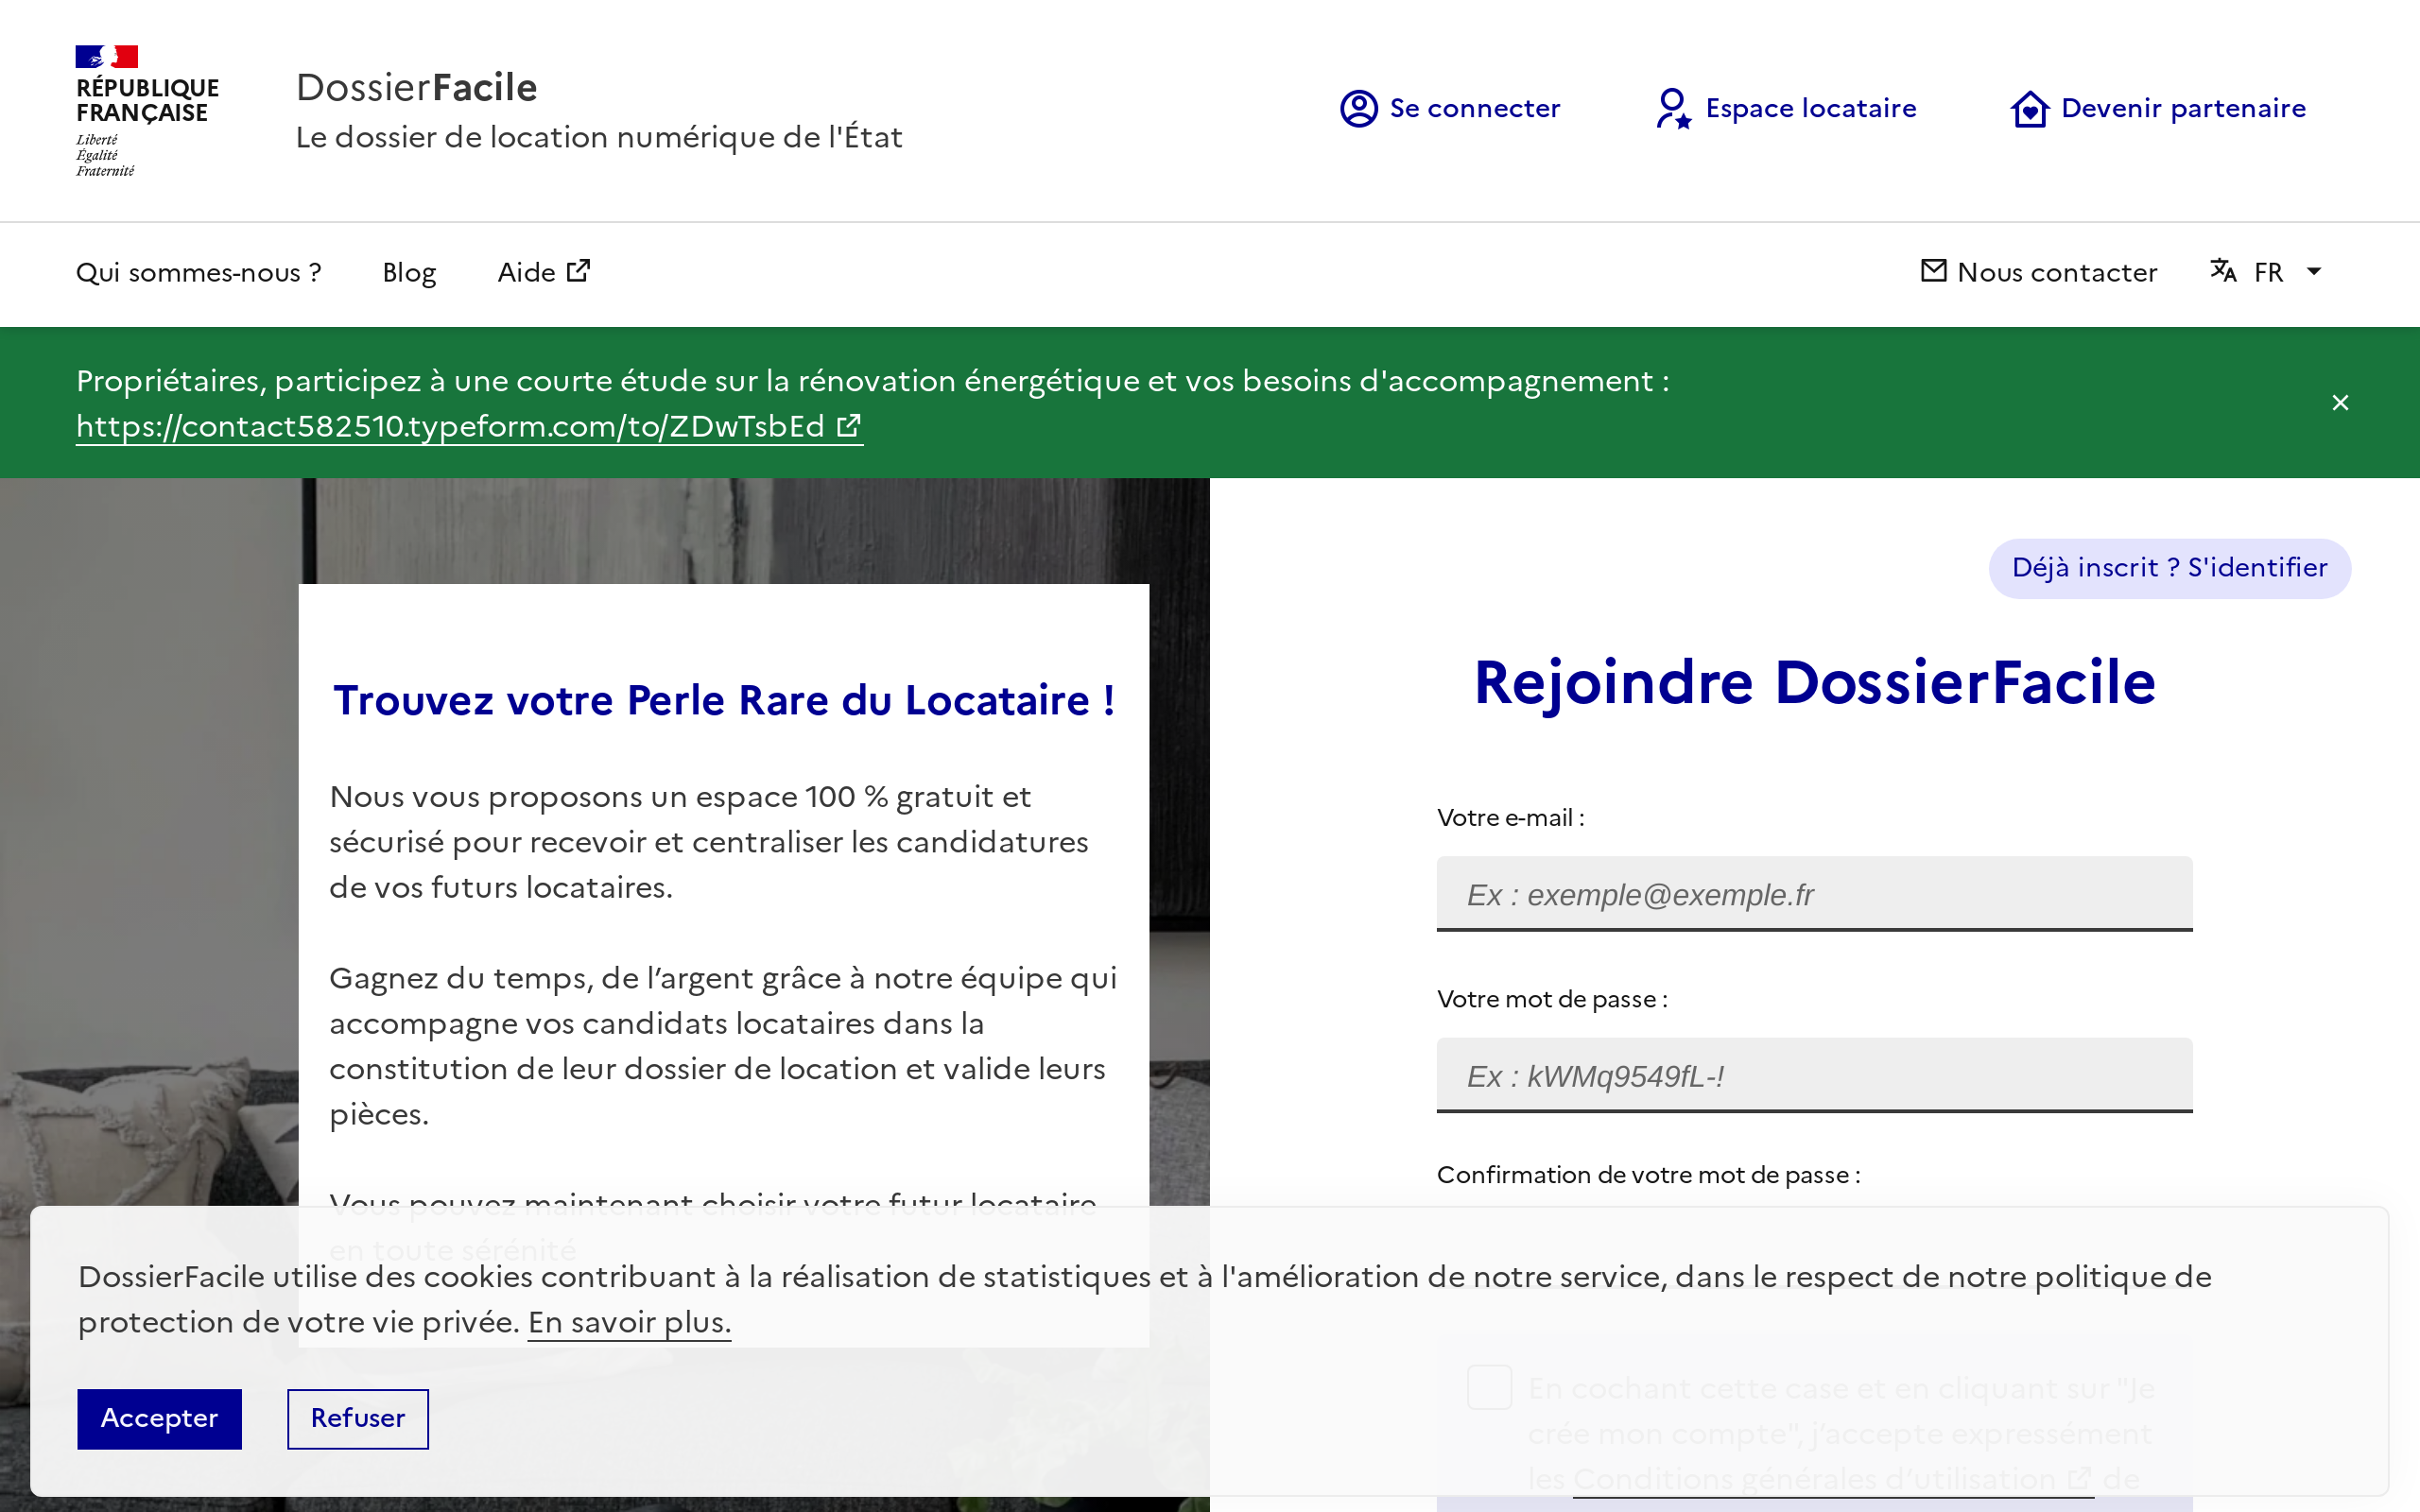 RÉPUBLIQUE
FRANÇAISE
Liberté
Égalité
Fraternité
DossierFacile
Le dossier de location numérique de l'État
Se connecter
Espace locataire
Devenir partenaire
Qui sommes-nous ?
Blog
Aide
Nous contacter
FR
Propriétaires, participez à une courte étude sur la rénovation énergétique et vos besoins d'accompagnement :
https://contact582510.typeform.com/to/ZDwTsbEd
Trouvez votre Perle Rare du Locataire !
Nous vous proposons un espace 100 % gratuit et
sécurisé pour recevoir et centraliser les candidatures
de vos futurs locataires.
Gagnez du temps, de l’argent grâce à notre équipe qui
accompagne vos candidats locataires dans la
constitution de leur dossier de location et valide leurs
pièces.
Vous pouvez maintenant choisir votre futur locataire
en toute sérénité
Déjà inscrit ? S'identifier
Rejoindre DossierFacile
Votre e-mail :
Ex : exemple@exemple.fr
Votre mot de passe :
Ex : kWMq9549fL-!
Confirmation de votre mot de passe :
En cochant cette case et en cliquant sur "Je
crée mon compte", j’accepte expressément
les Conditions générales d’utilisation de
DossierFacile utilise des cookies contribuant à la réalisation de statistiques et à l'amélioration de notre service, dans le respect de notre politique de
protection de votre vie privée. En savoir plus.
Accepter
Refuser